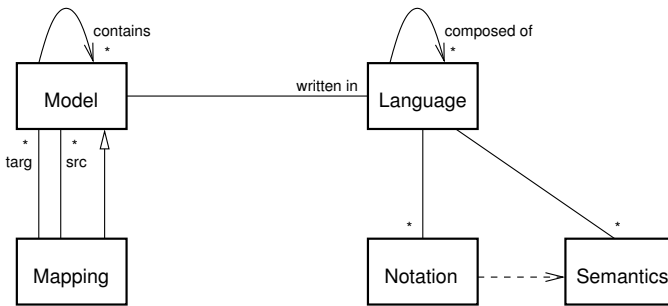 contains
*
composed of
*
Model
written in
Language
*
*
targ
src
*
*
Mapping
Notation
Semantics